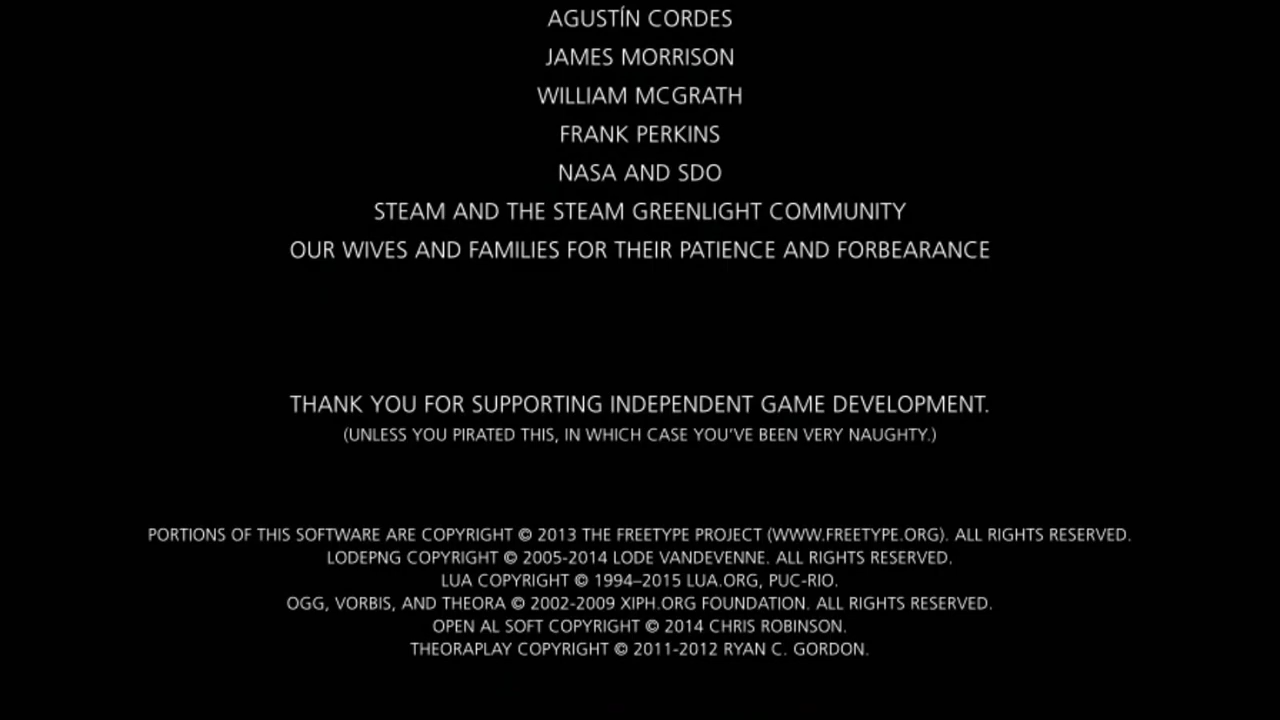 AGUSTÍN CORDES
JAMES MORRISON
WILLIAM MCGRATH
FRANK PERKINS
NASA AND SDO
STEAM AND THE STEAM GREENLIGHT COMMUNITY
OUR WIVES AND FAMILIES FOR THEIR PATIENCE AND FORBEARANCE
THANK YOU FOR SUPPORTING INDEPENDENT GAME DEVELOPMENT.
(UNLESS YOU PIRATED THIS, IN WHICH CASE YOU'VE BEEN VERY NAUGHTY.)
PORTIONS OF THIS SOFTWARE ARE COPYRIGHT © 2013 THE FREETYPE PROJECT (WWW.FREETYPE.ORG). ALL RIGHTS RESERVED.
LODEPNG COPYRIGHT © 2005-2014 LODE VANDEVENNE. ALL RIGHTS RESERVED.
LUA COPYRIGHT © 1994–2015 LUA.ORG, PUC-RIO.
OGG, VORBIS, AND THEORA © 2002-2009 XIPH.ORG FOUNDATION. ALL RIGHTS RESERVED.
OPEN AL SOFT COPYRIGHT © 2014 CHRIS ROBINSON.
THEORAPLAY COPYRIGHT © 2011-2012 RYAN C. GORDON.